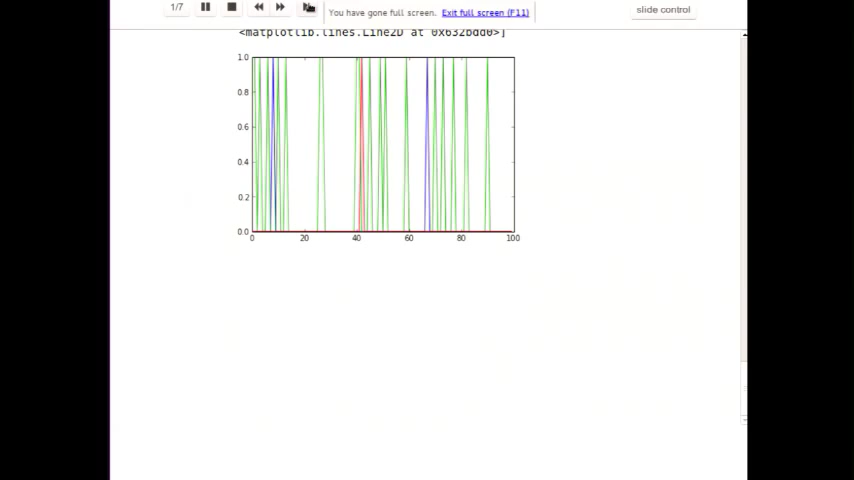 1/7
You have gone full screen. Exit full screen (F11)
slide control
<matplotlib.lines.Line2D at 0x632bdd0>]
1.0
0.8
0.6
0.4
0.2
0.0
0 20 40 60 80 100